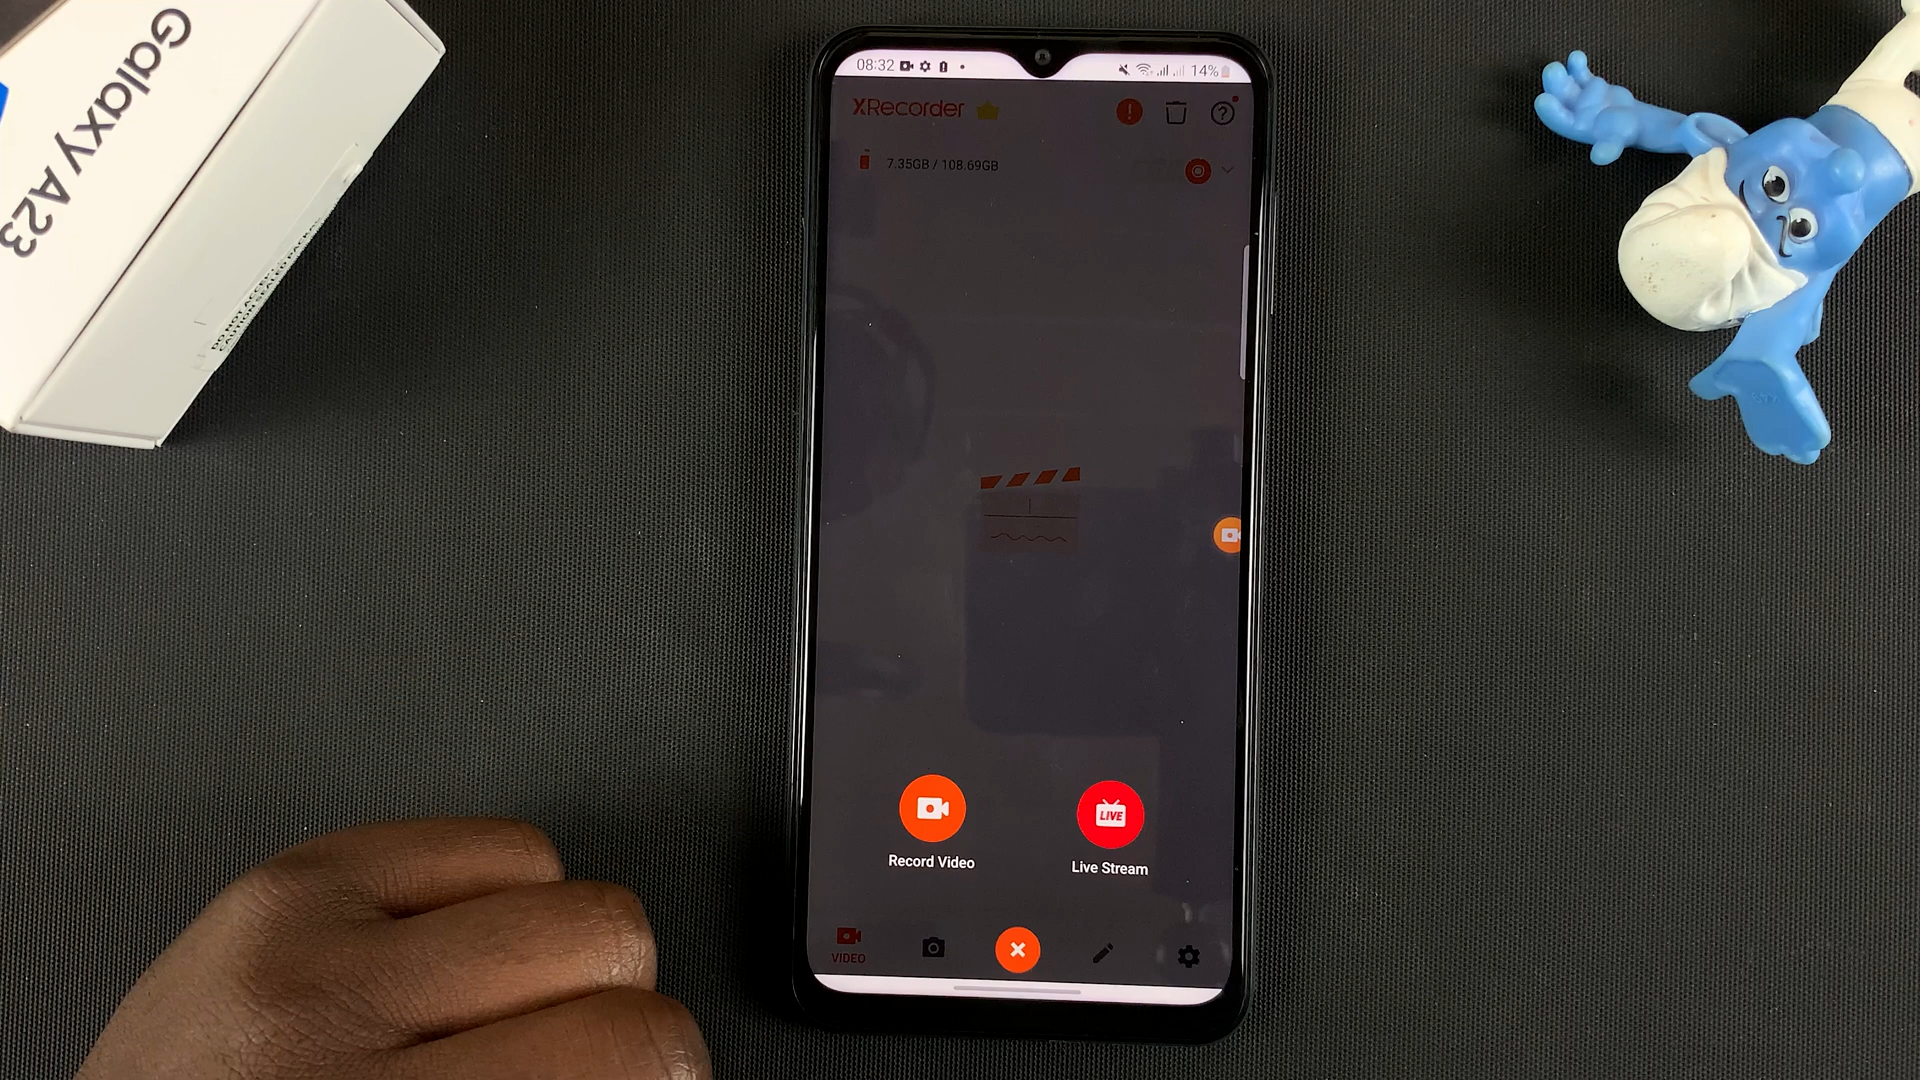 Galaxy A23
08:32
14%
XRecorder
7.35GB / 108.69GB
LIVE
Record Video
Live Stream
VIDEO